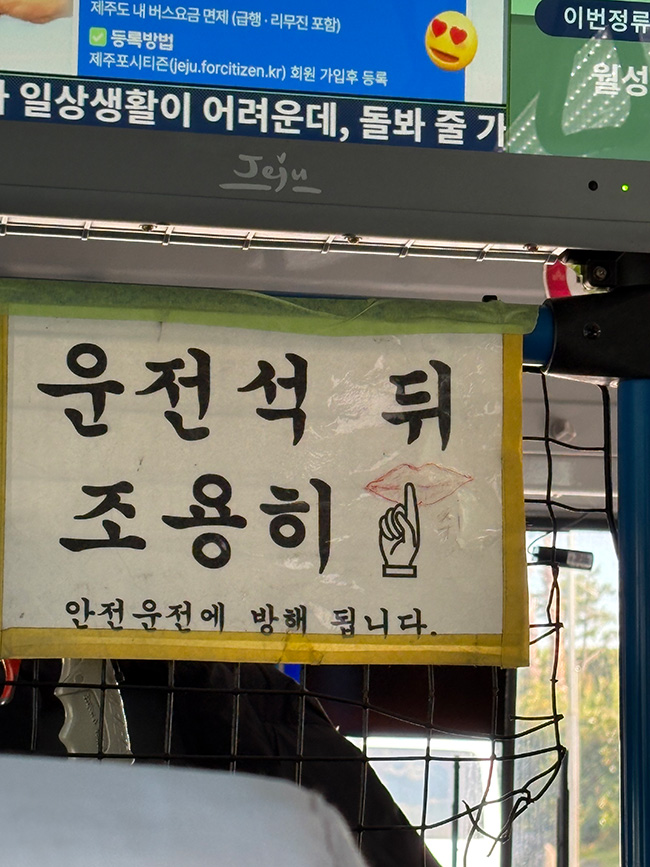 제주도 내 버스요금 면제 (급행 · 리무진 포함)
✅ 등록방법
제주포시티즌(jeju.forcitizen.kr) 회원 가입후 등록
이번정류
월성
일상생활이 어려운데, 돌봐 줄 가
Jeju
운전석 뒤
조용히
안전운전에 방해 됩니다.